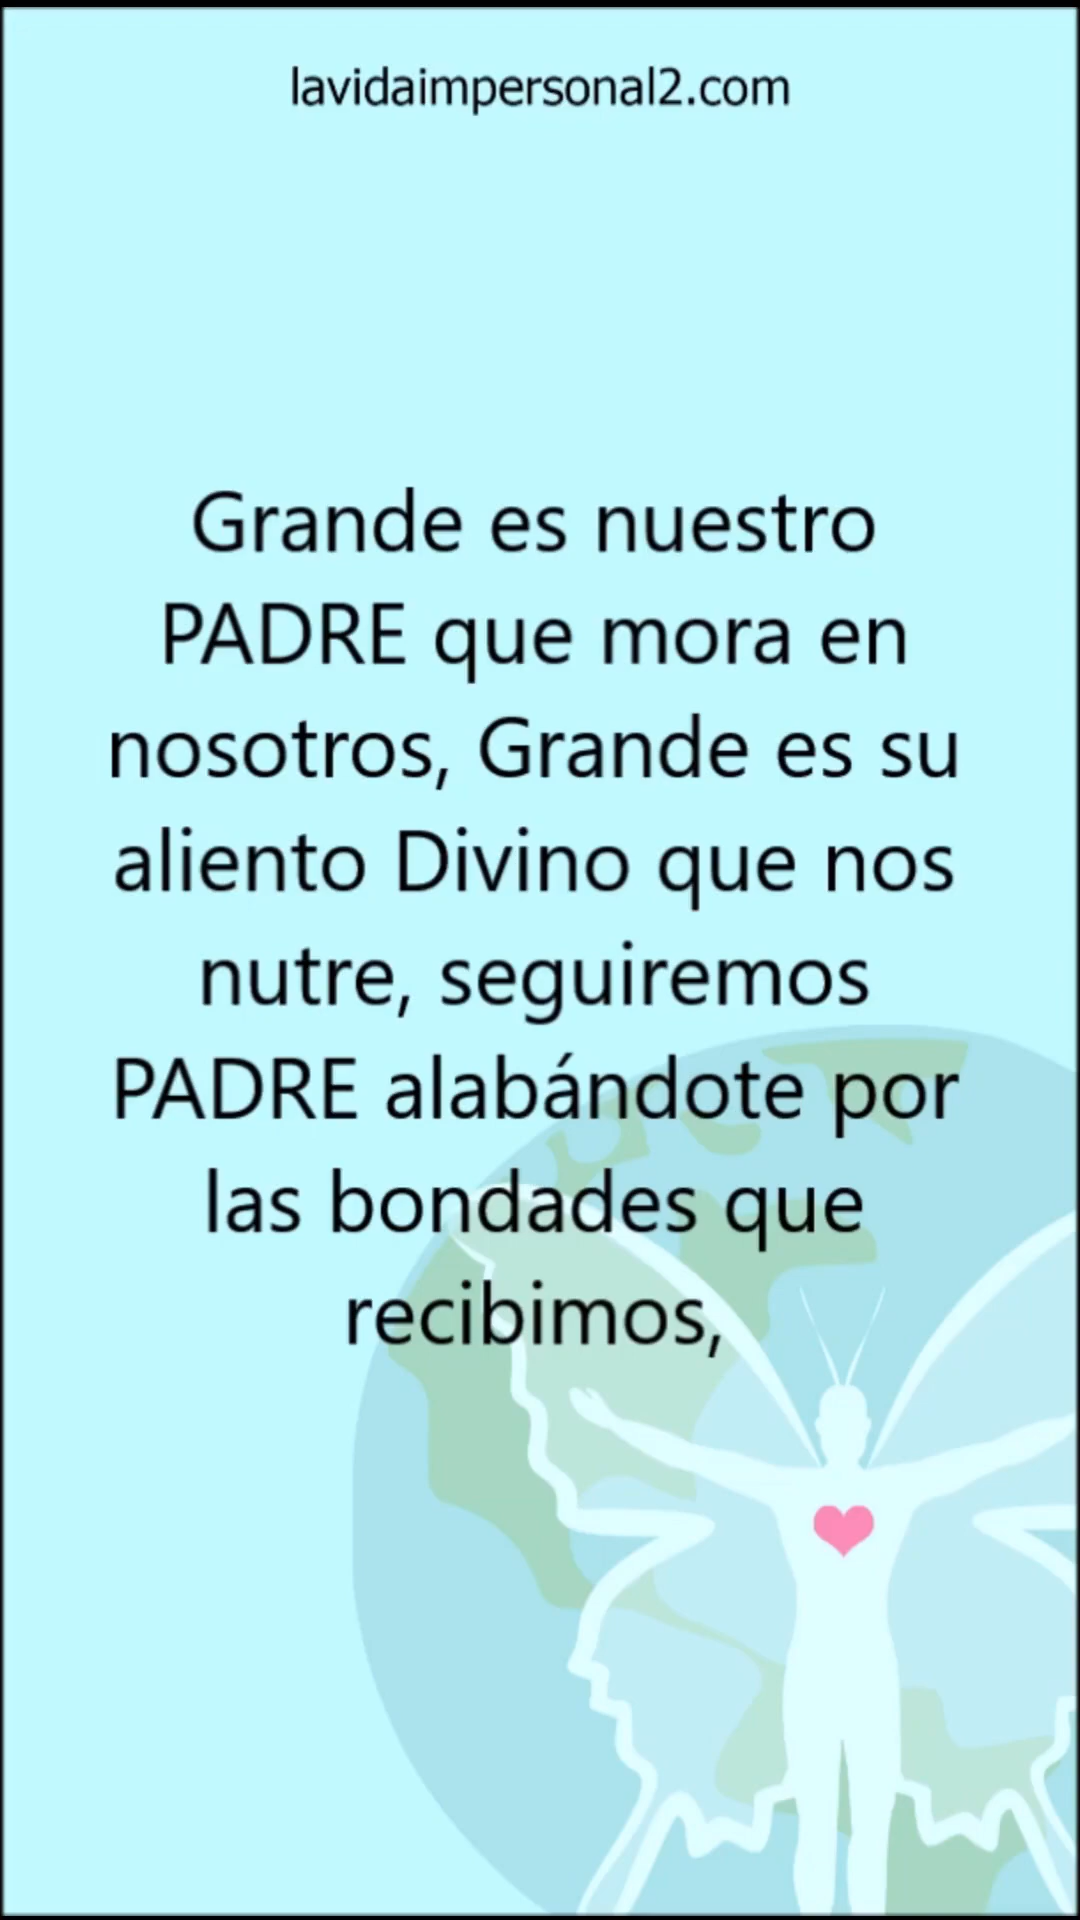 lavidaimpersonal2.com
Grande es nuestro
PADRE que mora en
nosotros, Grande es su
aliento Divino que nos
nutre, seguiremos
PADRE alabándote por
las bondades que
recibimos,